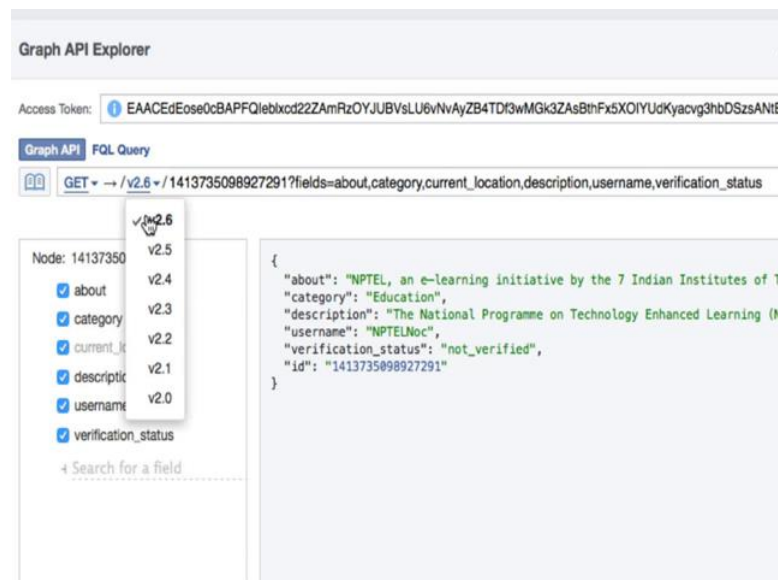 Graph API Explorer
Access Token:
Graph API FQL Query
GET → / v2.6 /1413735098927291?fields=about,category,current_location,description,username,verification_status
v2.6
v2.5
v2.4
v2.3
v2.2
v2.1
v2.0
Node: 14137350
about
category
current_lo
descriptio
username
verification_status
Search for a field
{
"about": "NPTEL, an e-learning initiative by the 7 Indian Institutes of T
"category": "Education",
"description": "The National Programme on Technology Enhanced Learning (N
"username": "NPTELNoc",
"verification_status": "not_verified",
"id": "1413735098927291"
}